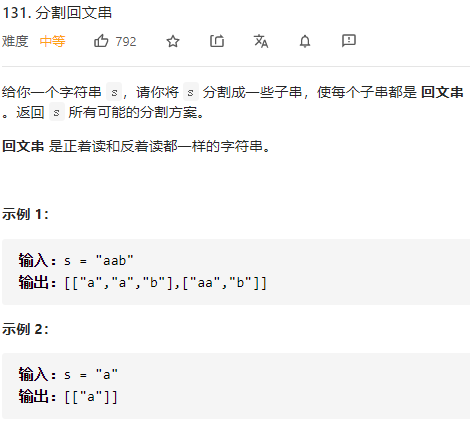 131. 分割回文串
难度 中等 792
给你一个字符串 s，请你将 s 分割成一些子串，使每个子串都是 回文串
。返回 s 所有可能的分割方案。
回文串 是正着读和反着读都一样的字符串。
示例 1：
输入：s = "aab"
输出：[["a","a","b"],["aa","b"]]
示例 2：
输入：s = "a"
输出：[["a"]]